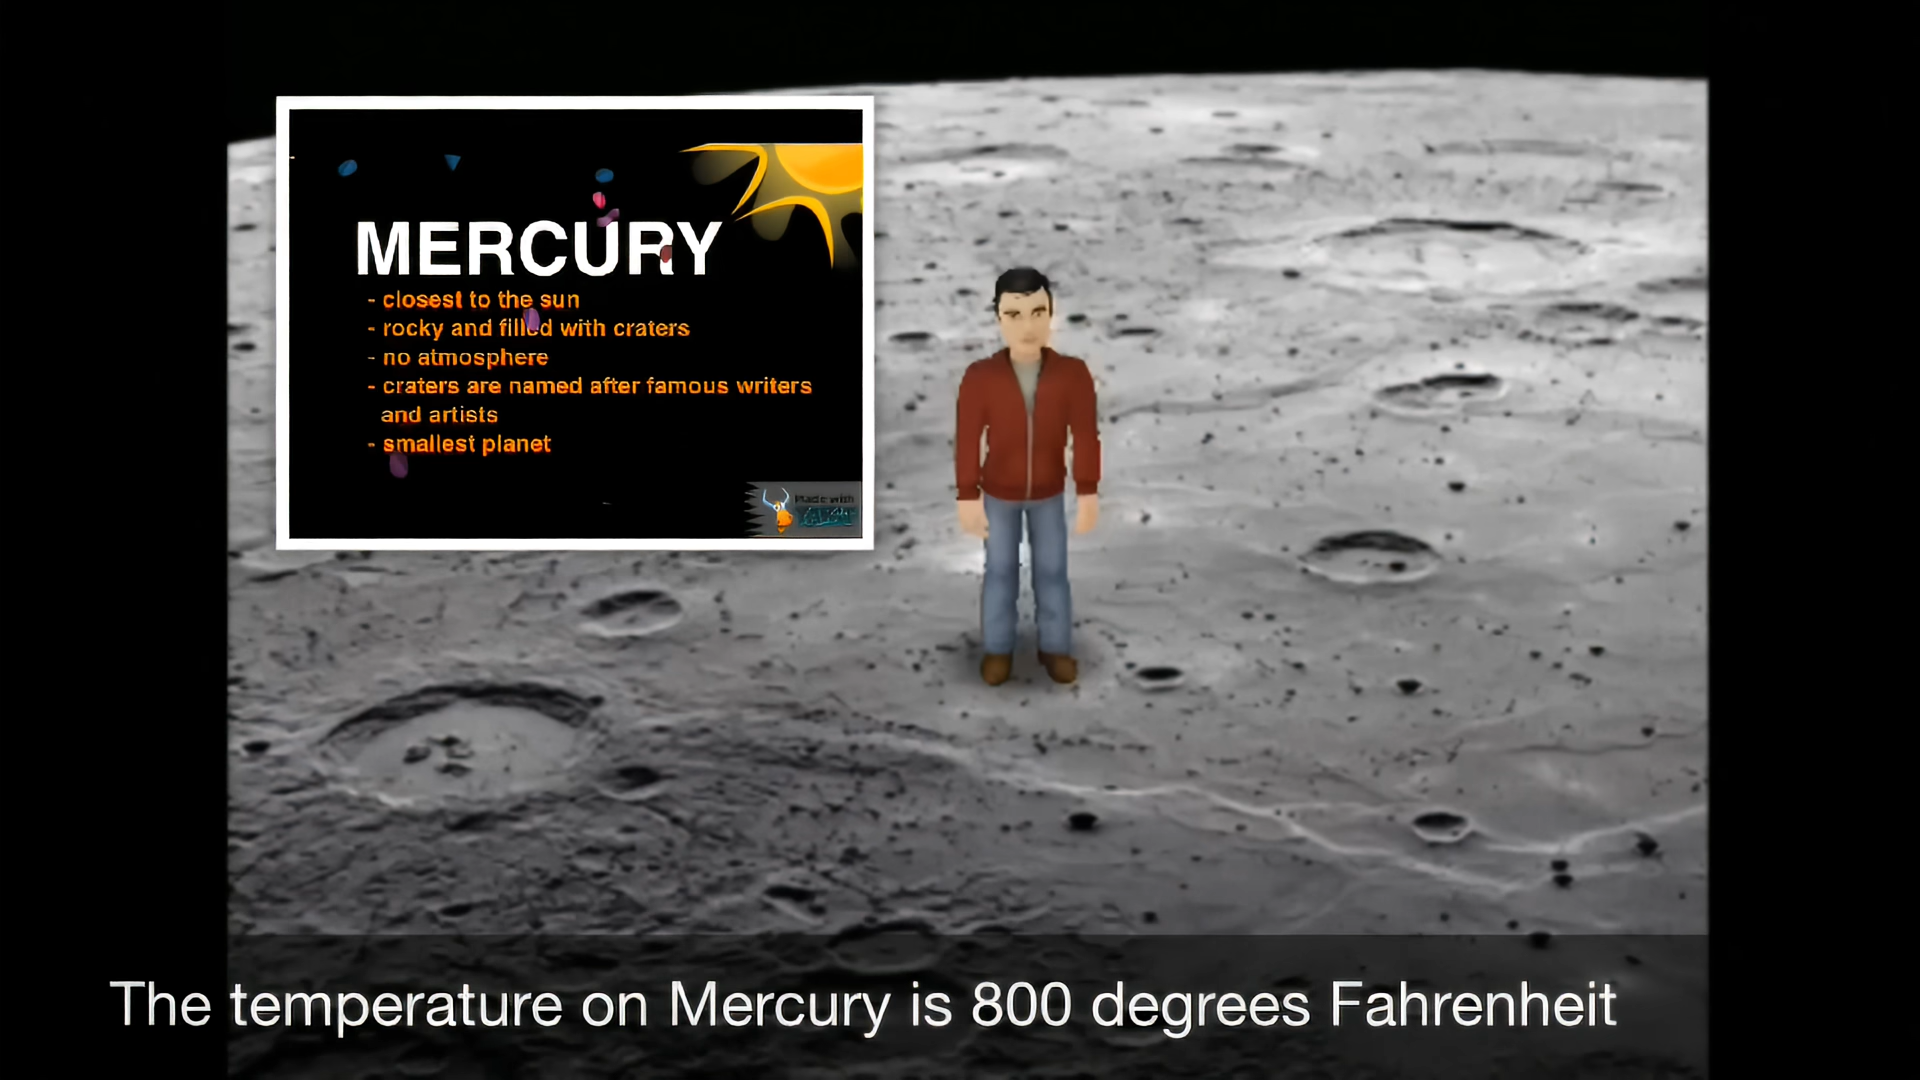 MERCURY
- closest to the sun
- rocky and filled with craters
- no atmosphere
- craters are named after famous writers
and artists
- smallest planet
Made with
The temperature on Mercury is 800 degrees Fahrenheit